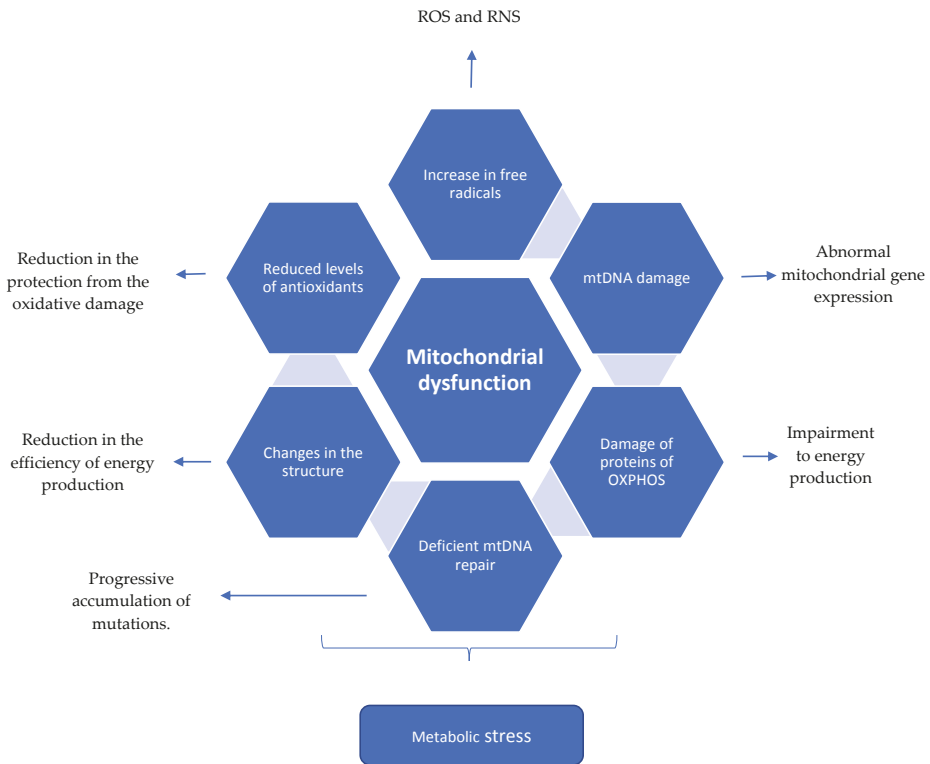 ROS and RNS
Increase in free
radicals
Reduction in the
protection from the
oxidative damage
Reduced levels
of antioxidants
mtDNA damage
Abnormal
mitochondrial gene
expression
Mitochondrial
dysfunction
Reduction in the
efficiency of energy
production
Changes in the
structure
Damage of
proteins of
OXPHOS
Impairment
to energy
production
Deficient mtDNA
repair
Progressive
accumulation of
mutations.
Metabolic stress